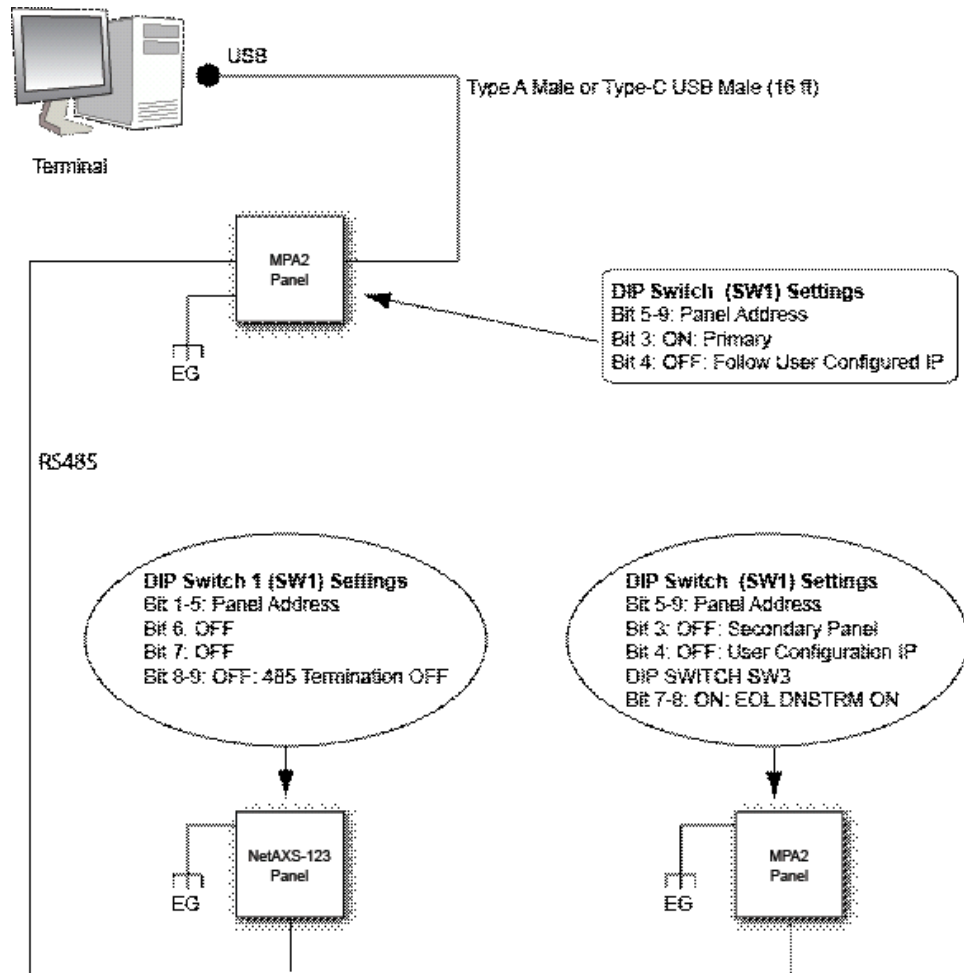 USB
Type A Male or Type-C USB Male (16 ft)
Terminal
MPA2
Panel
DIP Switch (SW1) Settings
Bit 5-9: Panel Address
Bit 3: ON: Primary
Bit 4: OFF: Follow User Configured IP
EG
RS485
DIP Switch 1 (SW1) Settings
Bit 1-5: Panel Address
Bit 6: OFF
Bit 7: OFF
Bit 8-9: OFF: 485 Termination OFF
DIP Switch (SW1) Settings
Bit 5-9: Panel Address
Bit 3: OFF: Secondary Panel
Bit 4: OFF: User Configuration IP
DIP SWITCH SW3
Bit 7-8: ON: EOL DNSTRM ON
NetAXS-123
Panel
EG
MPA2
Panel
EG